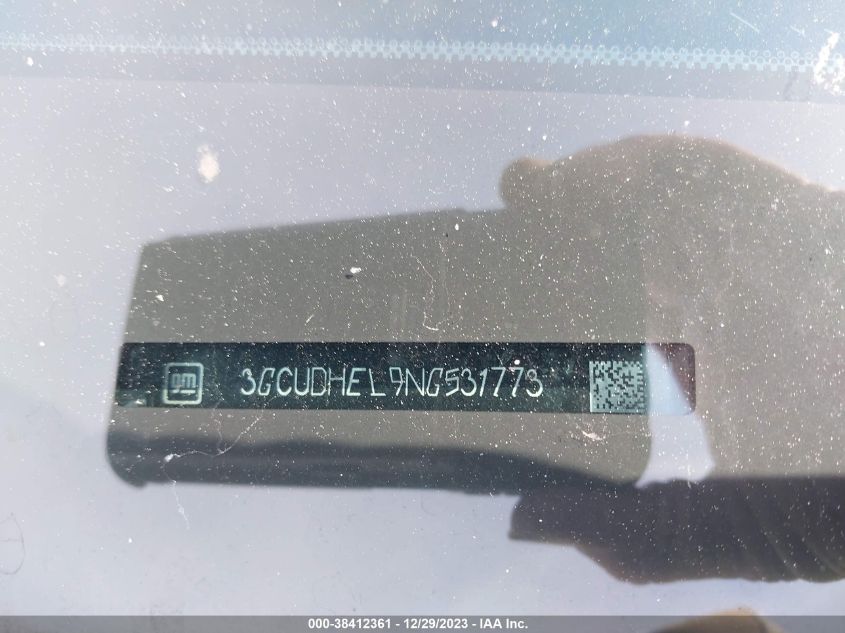 gm 3GCUDHEL9NG531773
000-38412361 - 12/29/2023 - IAA Inc.